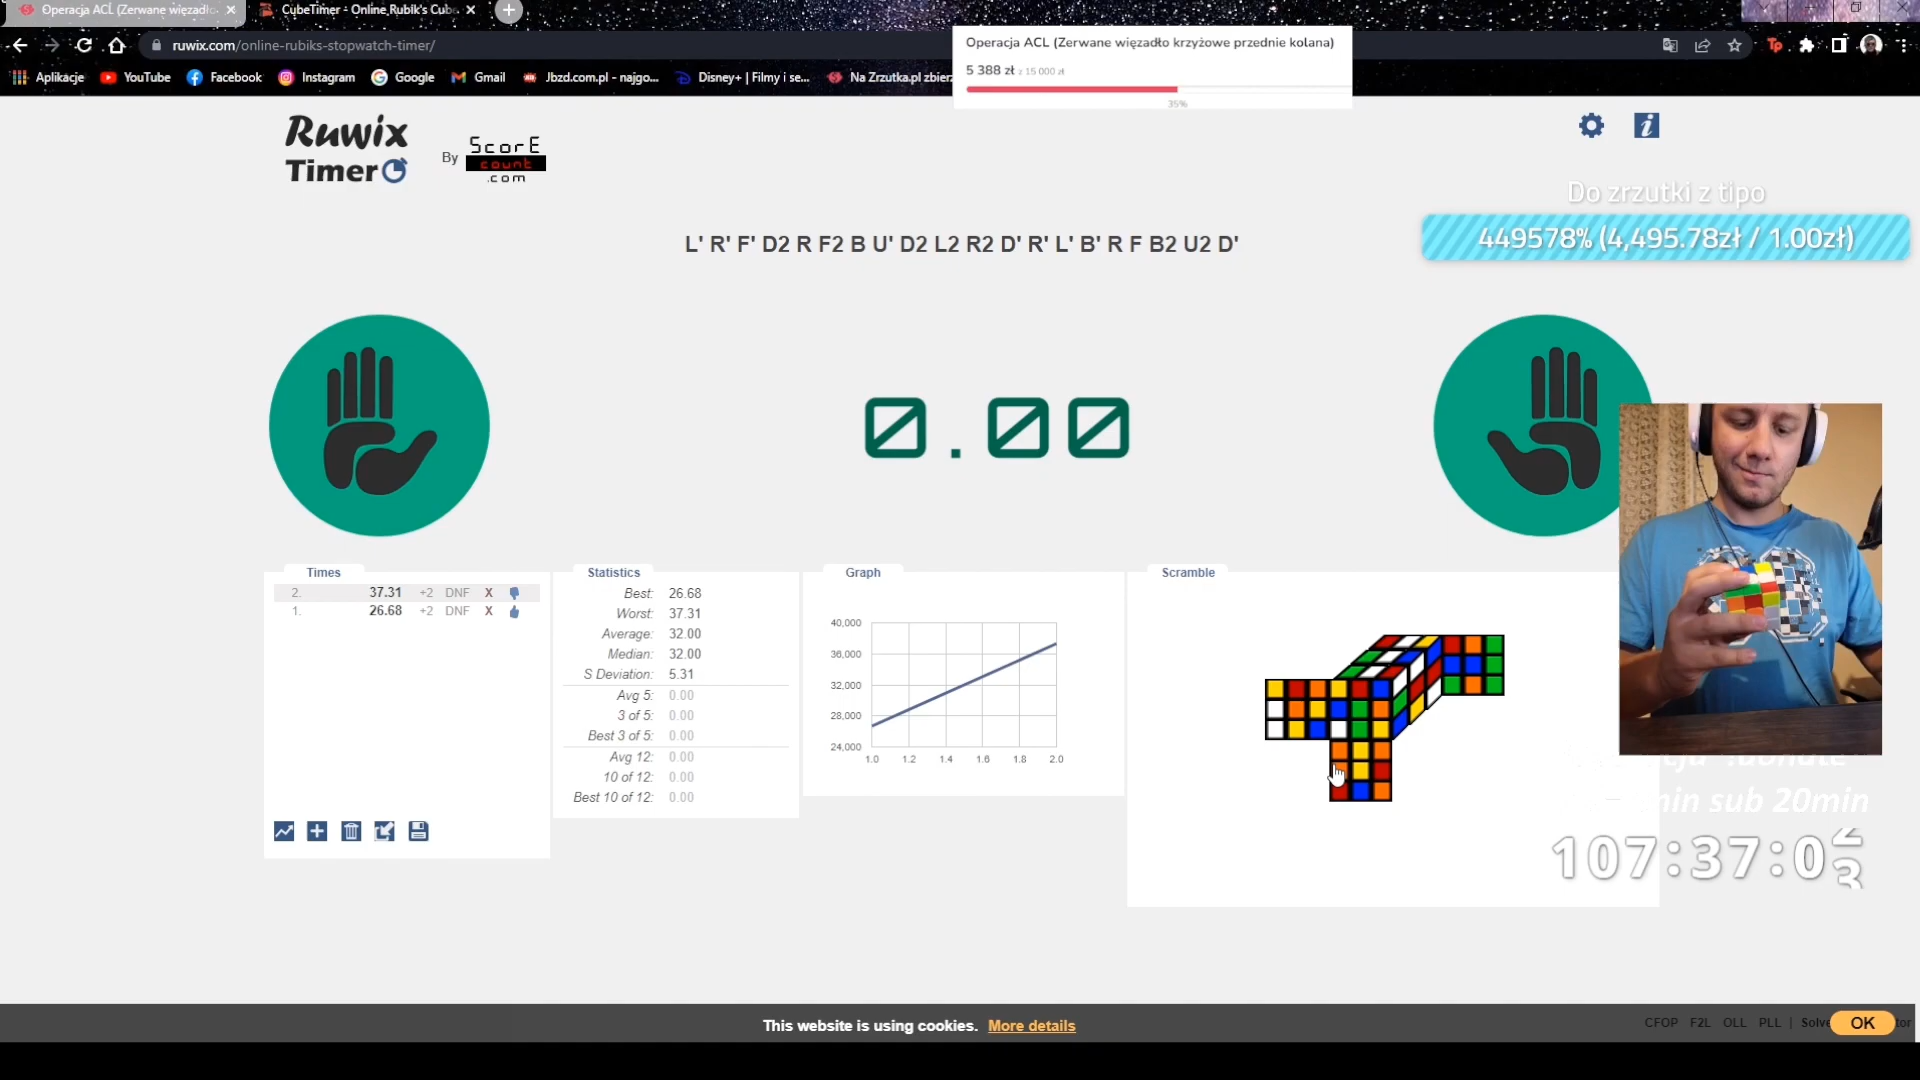 Operacja ACL (Zerwane więzadło
CubeTimer - Online Rubik's Cube
ruwix.com/online-rubiks-stopwatch-timer/
Aplikacje
YouTube
Facebook
Instagram
Google
Gmail
Jbzd.com.pl - najgo...
Disney+ | Filmy i se...
Na Zrzutka.pl zbierz
Operacja ACL (Zerwane więzadło krzyżowe przednie kolana)
5 388 zł z 15 000 zł
35%
Ruwix
Timer
By
ScorE
count
.com
Do zrzutki z tipo
449578% (4,495.78zł / 1.00zł)
L' R' F' D2 R F2 B U' D2 L2 R2 D' R' L' B' R F B2 U2 D'
0.00
Times
2. 37.31 +2 DNF X
1. 26.68 +2 DNF X
Statistics
Best: 26.68
Worst: 37.31
Average: 32.00
Median: 32.00
S Deviation: 5.31
Avg 5: 0.00
3 of 5: 0.00
Best 3 of 5: 0.00
Avg 12: 0.00
10 of 12: 0.00
Best 10 of 12: 0.00
Graph
40,000
36,000
32,000
28,000
24,000
1.0 1.2 1.4 1.6 1.8 2.0
Scramble
sub 20min
107:37:0
This website is using cookies. More details
CFOP F2L OLL PLL |
OK